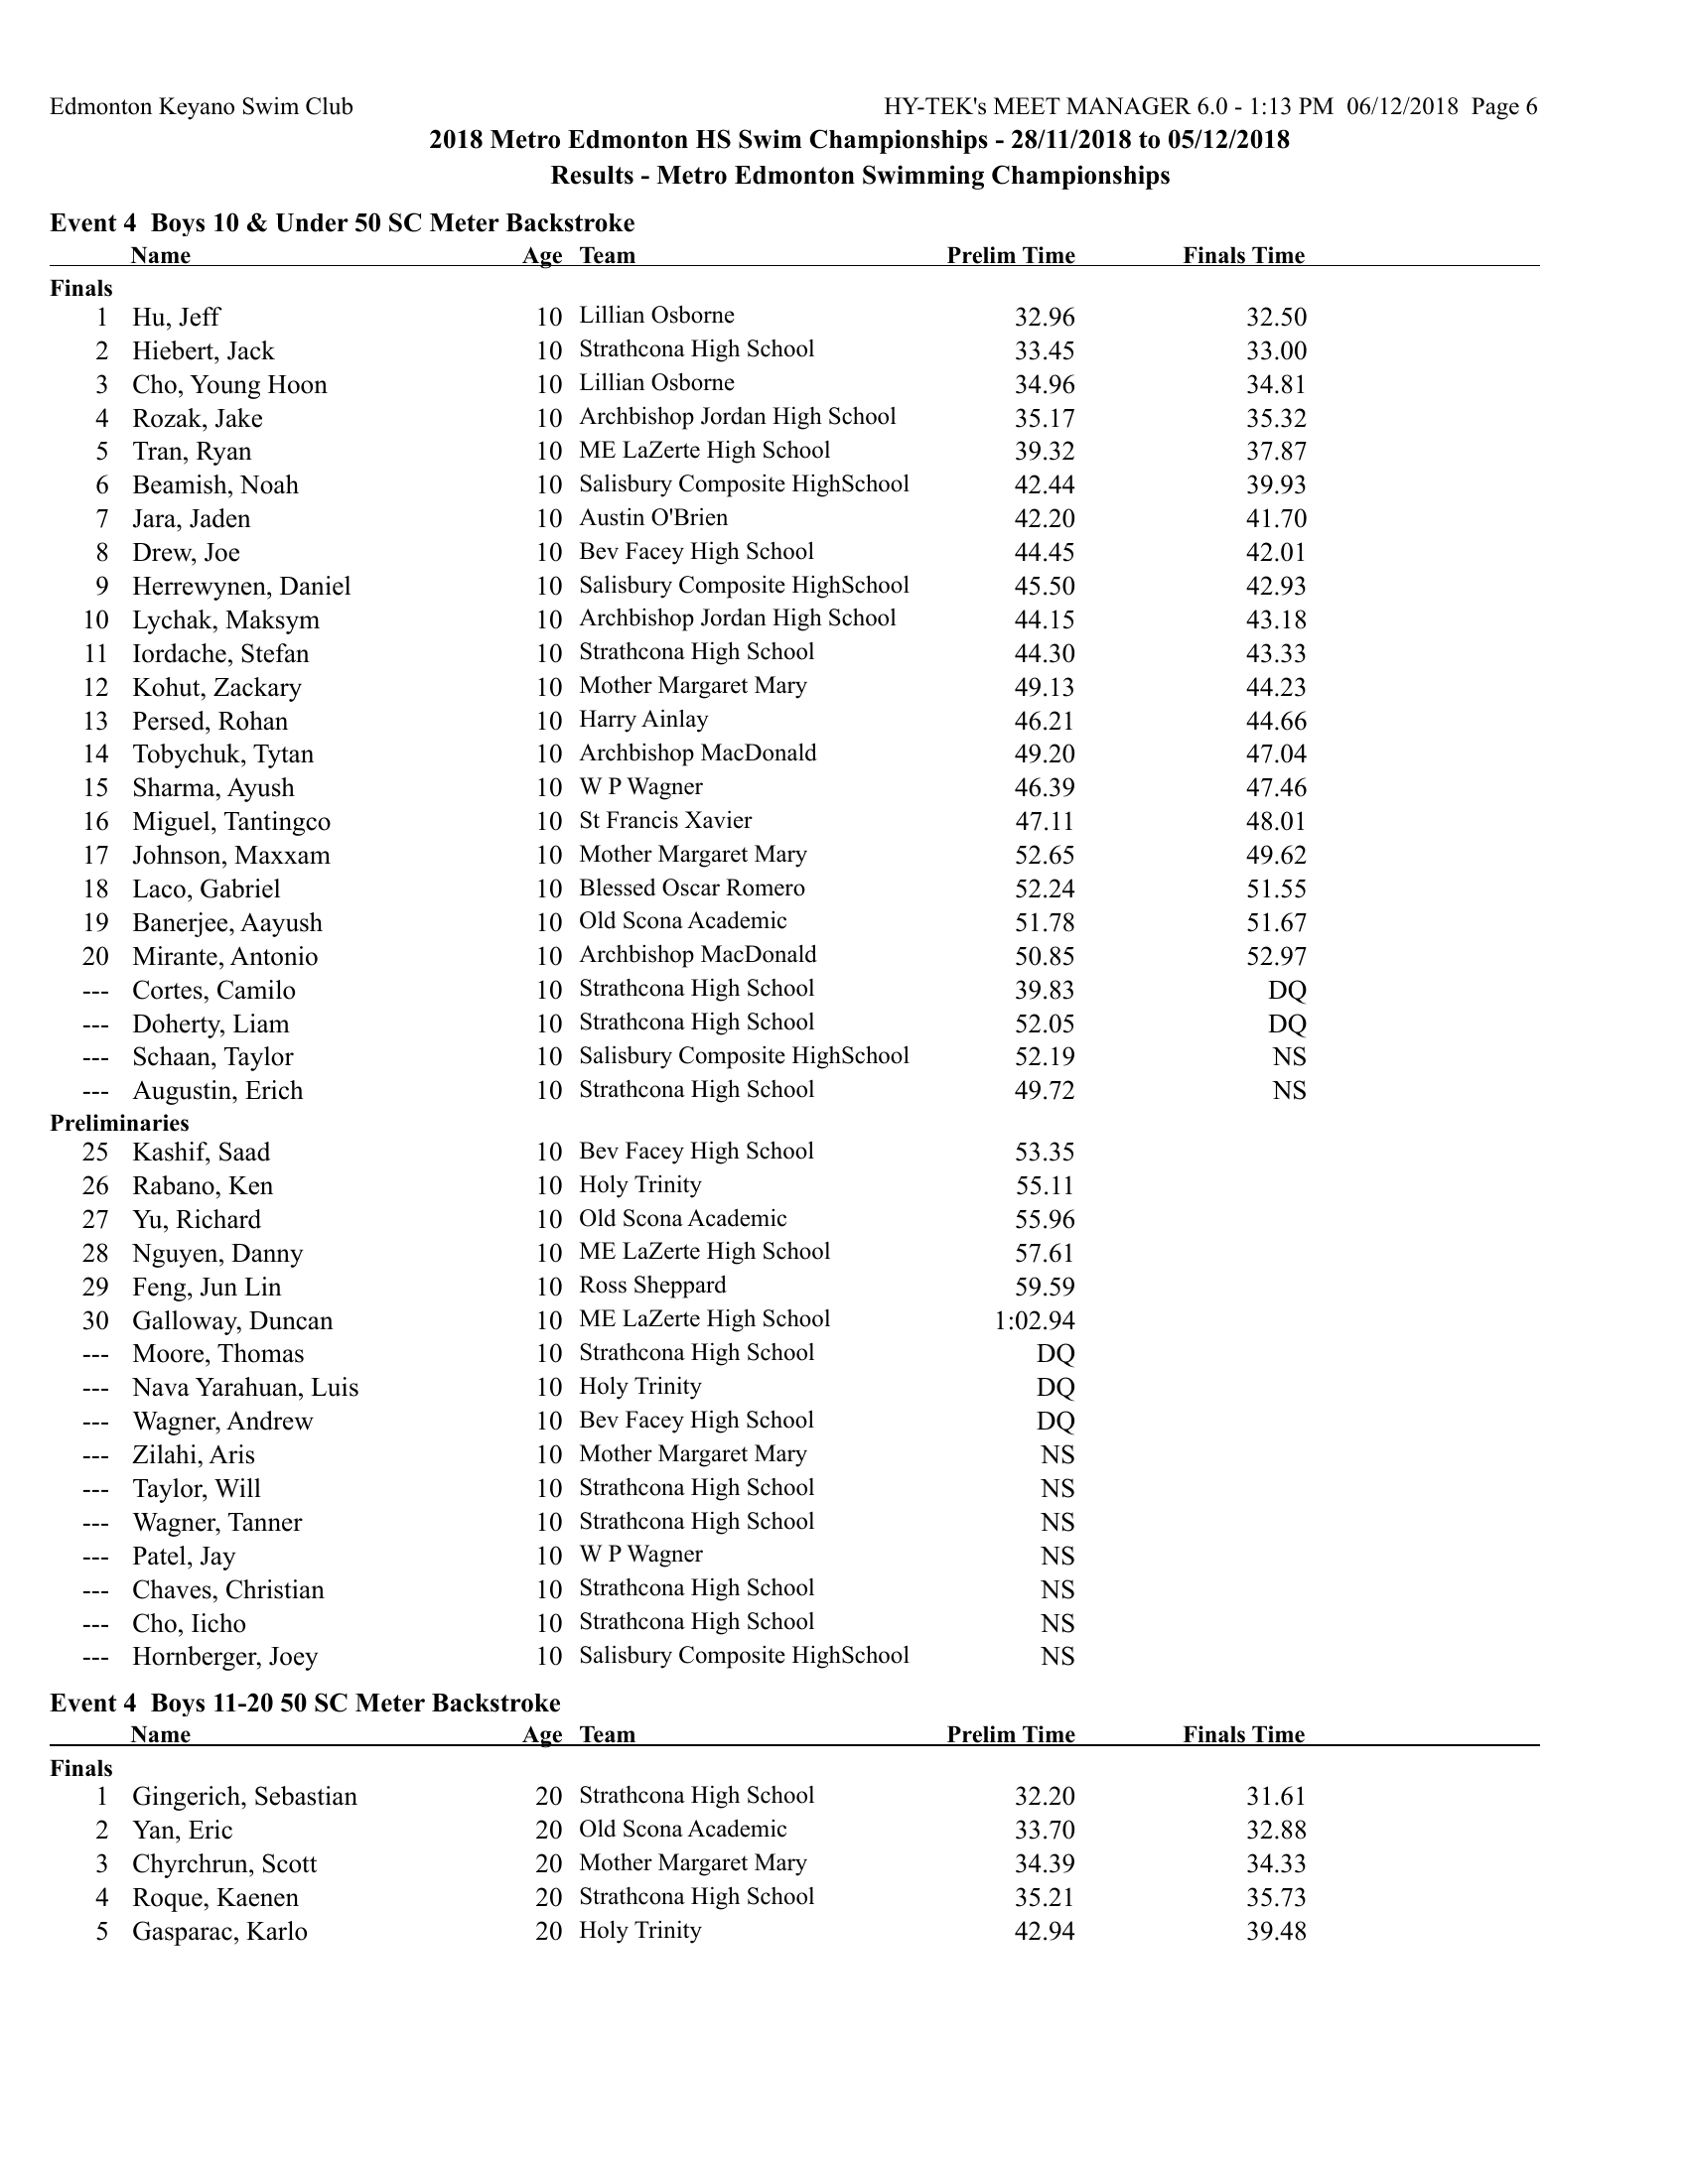 Edmonton Keyano Swim Club HY-TEK's MEET MANAGER 6.0 - 1:13 PM 06/12/2018 Page 6
2018 Metro Edmonton HS Swim Championships - 28/11/2018 to 05/12/2018
Results - Metro Edmonton Swimming Championships
Event 4 Boys 10 & Under 50 SC Meter Backstroke
Name Age Team Prelim Time Finals Time
Finals
1 Hu, Jeff 10 Lillian Osborne 32.96 32.50
2 Hiebert, Jack 10 Strathcona High School 33.45 33.00
3 Cho, Young Hoon 10 Lillian Osborne 34.96 34.81
4 Rozak, Jake 10 Archbishop Jordan High School 35.17 35.32
5 Tran, Ryan 10 ME LaZerte High School 39.32 37.87
6 Beamish, Noah 10 Salisbury Composite HighSchool 42.44 39.93
7 Jara, Jaden 10 Austin O'Brien 42.20 41.70
8 Drew, Joe 10 Bev Facey High School 44.45 42.01
9 Herrewynen, Daniel 10 Salisbury Composite HighSchool 45.50 42.93
10 Lychak, Maksym 10 Archbishop Jordan High School 44.15 43.18
11 Iordache, Stefan 10 Strathcona High School 44.30 43.33
12 Kohut, Zackary 10 Mother Margaret Mary 49.13 44.23
13 Persed, Rohan 10 Harry Ainlay 46.21 44.66
14 Tobychuk, Tytan 10 Archbishop MacDonald 49.20 47.04
15 Sharma, Ayush 10 W P Wagner 46.39 47.46
16 Miguel, Tantingco 10 St Francis Xavier 47.11 48.01
17 Johnson, Maxxam 10 Mother Margaret Mary 52.65 49.62
18 Laco, Gabriel 10 Blessed Oscar Romero 52.24 51.55
19 Banerjee, Aayush 10 Old Scona Academic 51.78 51.67
20 Mirante, Antonio 10 Archbishop MacDonald 50.85 52.97
--- Cortes, Camilo 10 Strathcona High School 39.83 DQ
--- Doherty, Liam 10 Strathcona High School 52.05 DQ
--- Schaan, Taylor 10 Salisbury Composite HighSchool 52.19 NS
--- Augustin, Erich 10 Strathcona High School 49.72 NS
Preliminaries
25 Kashif, Saad 10 Bev Facey High School 53.35
26 Rabano, Ken 10 Holy Trinity 55.11
27 Yu, Richard 10 Old Scona Academic 55.96
28 Nguyen, Danny 10 ME LaZerte High School 57.61
29 Feng, Jun Lin 10 Ross Sheppard 59.59
30 Galloway, Duncan 10 ME LaZerte High School 1:02.94
--- Moore, Thomas 10 Strathcona High School DQ
--- Nava Yarahuan, Luis 10 Holy Trinity DQ
--- Wagner, Andrew 10 Bev Facey High School DQ
--- Zilahi, Aris 10 Mother Margaret Mary NS
--- Taylor, Will 10 Strathcona High School NS
--- Wagner, Tanner 10 Strathcona High School NS
--- Patel, Jay 10 W P Wagner NS
--- Chaves, Christian 10 Strathcona High School NS
--- Cho, Iicho 10 Strathcona High School NS
--- Hornberger, Joey 10 Salisbury Composite HighSchool NS
Event 4 Boys 11-20 50 SC Meter Backstroke
Name Age Team Prelim Time Finals Time
Finals
1 Gingerich, Sebastian 20 Strathcona High School 32.20 31.61
2 Yan, Eric 20 Old Scona Academic 33.70 32.88
3 Chyrchrun, Scott 20 Mother Margaret Mary 34.39 34.33
4 Roque, Kaenen 20 Strathcona High School 35.21 35.73
5 Gasparac, Karlo 20 Holy Trinity 42.94 39.48